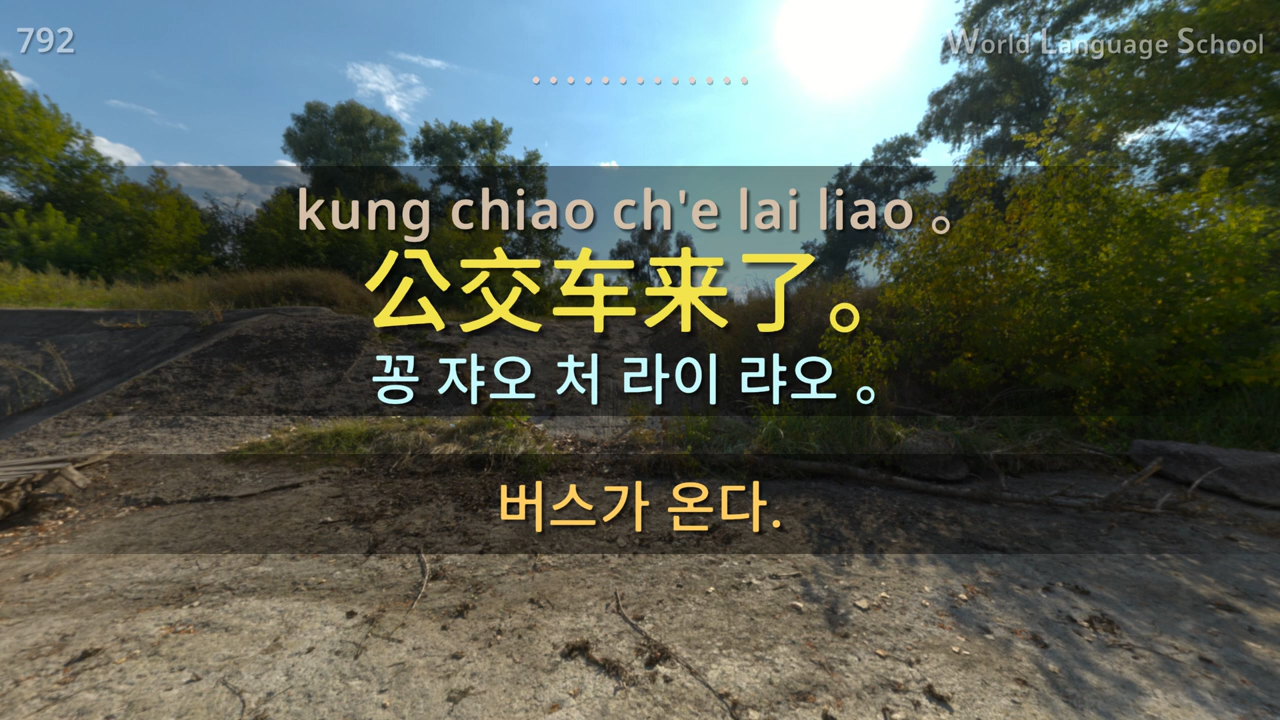 792
World Language School
kung chiao ch'e lai liao 。
公交车来了。
꽁 쟈오 처 라이 랴오 。
버스가 온다.